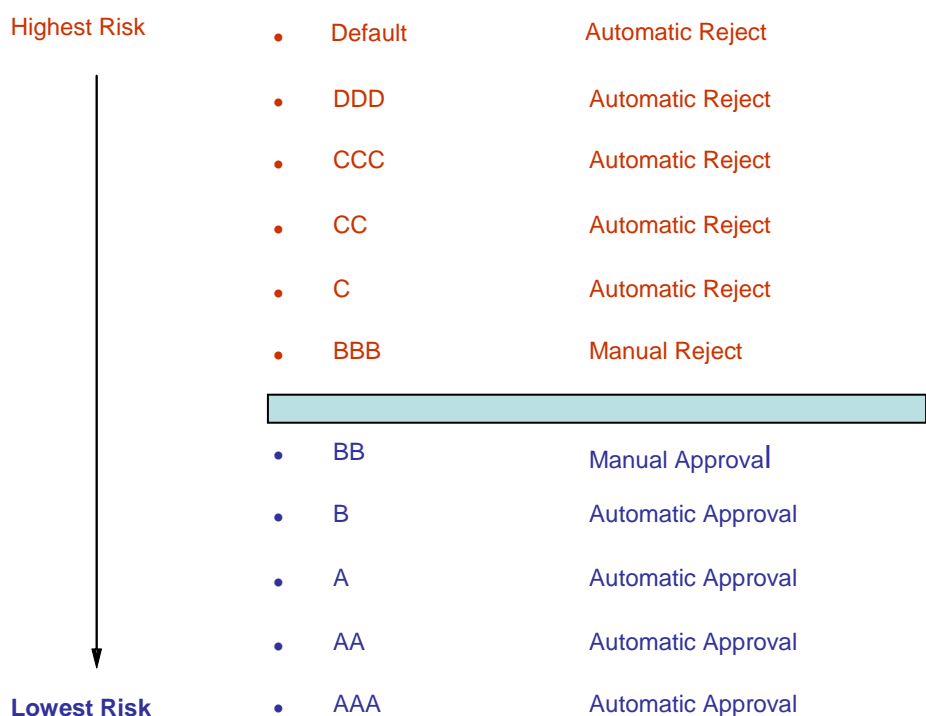 Highest Risk • Default Automatic Reject
• DDD Automatic Reject
• CCC Automatic Reject
• CC Automatic Reject
• C Automatic Reject
• BBB Manual Reject
• BB Manual Approval
• B Automatic Approval
• A Automatic Approval
• AA Automatic Approval
Lowest Risk • AAA Automatic Approval